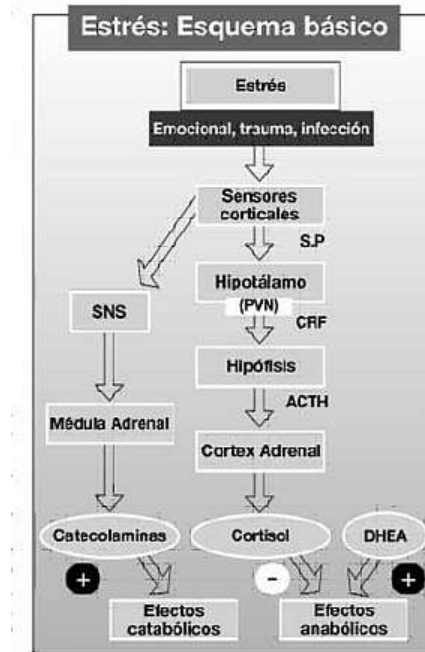 Estrés: Esquema básico
Estrés
Emocional, trauma, infección
Sensores
corticales
S.P
Hipotálamo
(PVN)
SNS
CRF
Hipófisis
ACTH
Médula Adrenal
Cortex Adrenal
Catecolaminas
Cortisol
DHEA
+
-
+
Efectos
catabólicos
Efectos
anabólicos